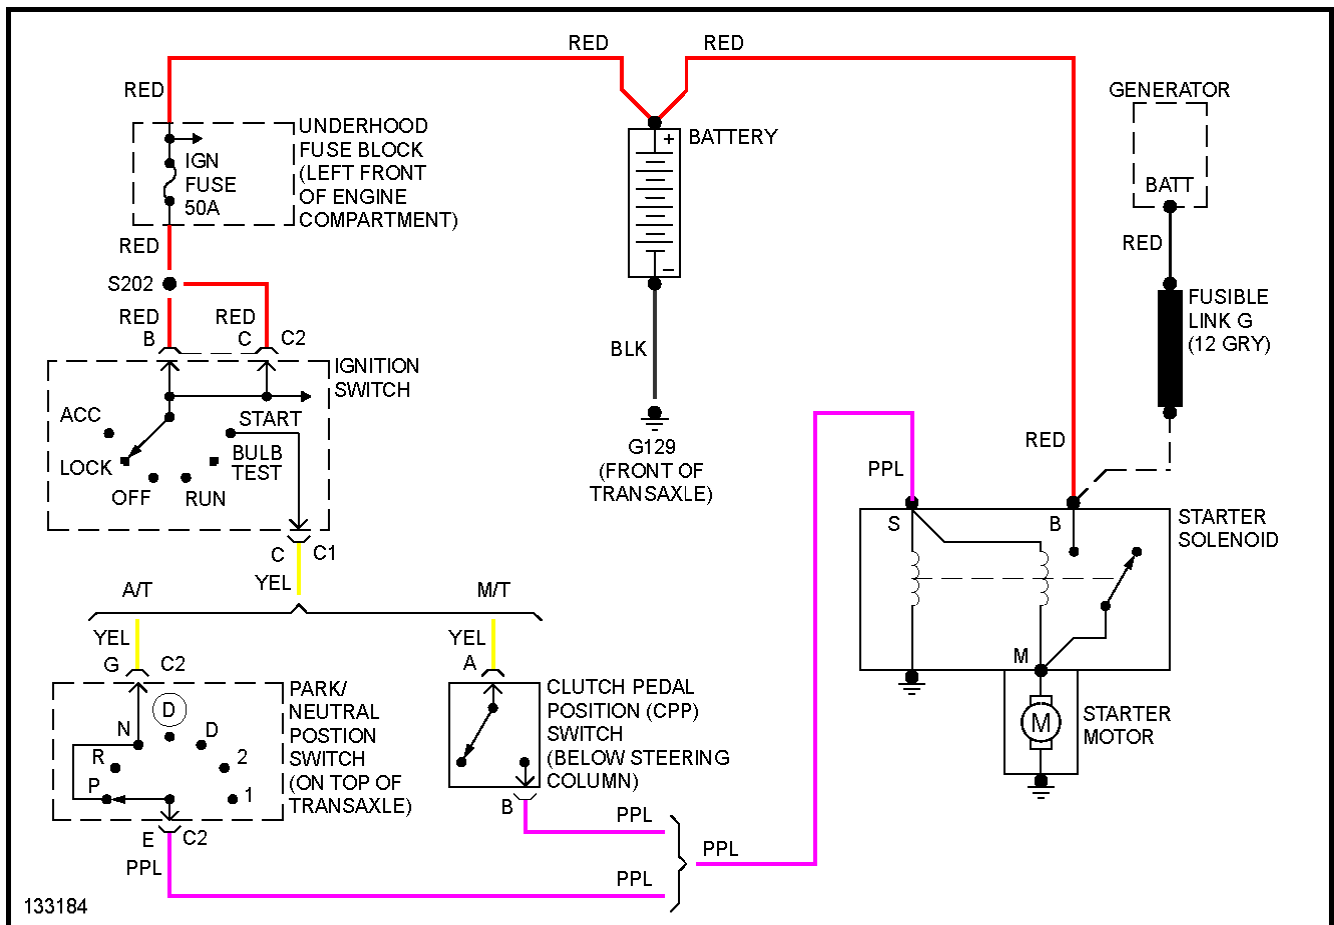 RED
RED
RED
GENERATOR
BATT
UNDERHOOD
FUSE BLOCK
(LEFT FRONT
OF ENGINE
COMPARTMENT)
IGN
FUSE
50A
+
BATTERY
−
RED
RED
S202
FUSIBLE
LINK G
(12 GRY)
RED
RED
B
C
C2
BLK
IGNITION
SWITCH
ACC
START
LOCK
BULB
TEST
OFF
RUN
G129
(FRONT OF
TRANSAXLE)
RED
PPL
S
B
STARTER
SOLENOID
C
C1
YEL
A/T
M/T
YEL
YEL
G
C2
A
M
PARK/
NEUTRAL
POSTION
SWITCH
(ON TOP OF
TRANSAXLE)
D
N
D
R
2
P
1
CLUTCH PEDAL
POSITION (CPP)
SWITCH
(BELOW STEERING
COLUMN)
M
STARTER
MOTOR
B
E
C2
PPL
PPL
PPL
PPL
133184